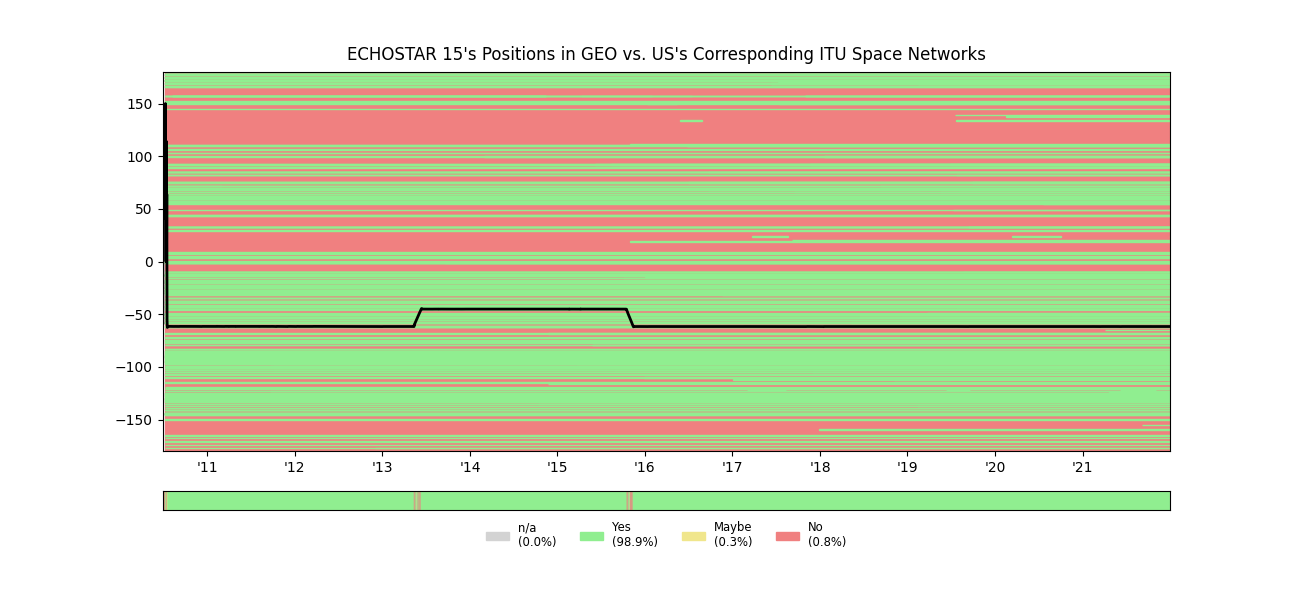 ECHOSTAR 15's Positions in GEO vs. US's Corresponding ITU Space Networks
150
100
50
0
−50
−100
−150
'11 '12 '13 '14 '15 '16 '17 '18 '19 '20 '21
n/a Yes Maybe No
(0.0%) (98.9%) (0.3%) (0.8%)